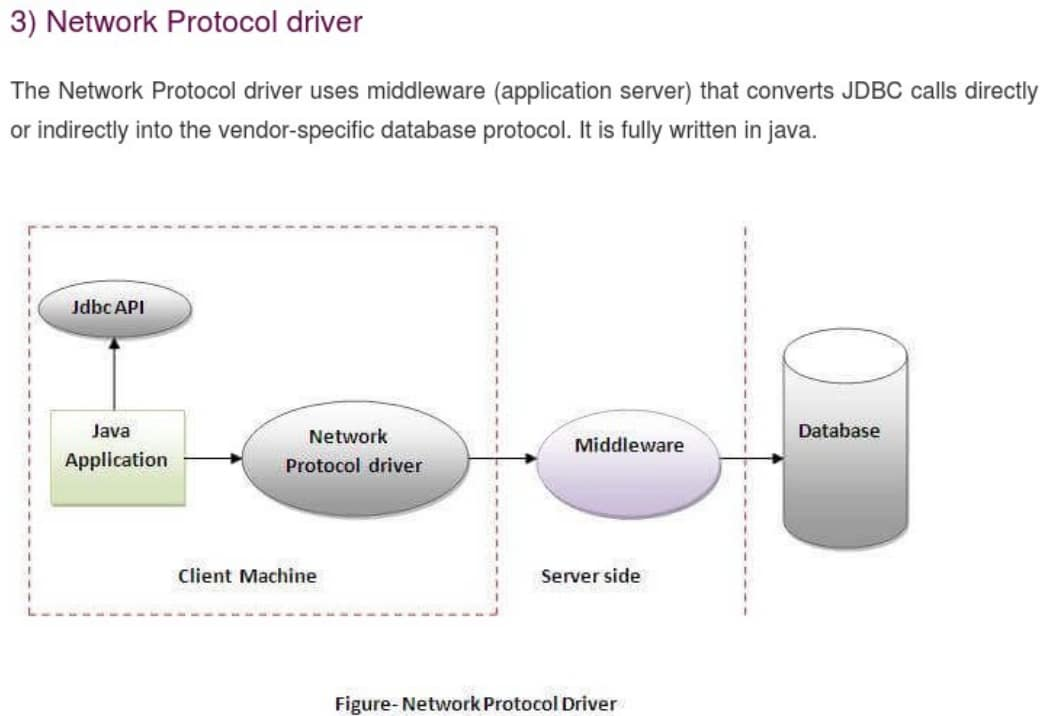 3) Network Protocol driver
The Network Protocol driver uses middleware (application server) that converts JDBC calls directly
or indirectly into the vendor-specific database protocol. It is fully written in java.
Jdbc API
Java
Application
Network
Protocol driver
Middleware
Database
Client Machine
Server side
Figure- Network Protocol Driver